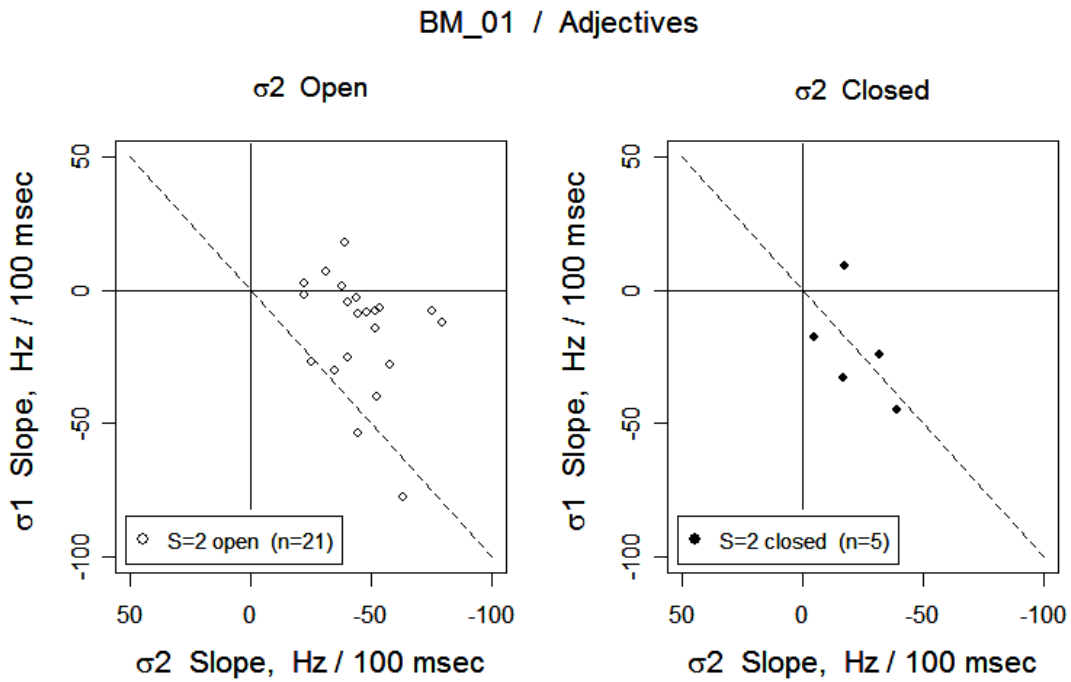 BM_01 / Adjectives
σ2 Open
σ1 Slope, Hz / 100 msec
50
0
-50
-100
S=2 open (n=21)
50 0 -50 -100
σ2 Slope, Hz / 100 msec
σ2 Closed
σ1 Slope, Hz / 100 msec
50
0
-50
-100
S=2 closed (n=5)
50 0 -50 -100
σ2 Slope, Hz / 100 msec